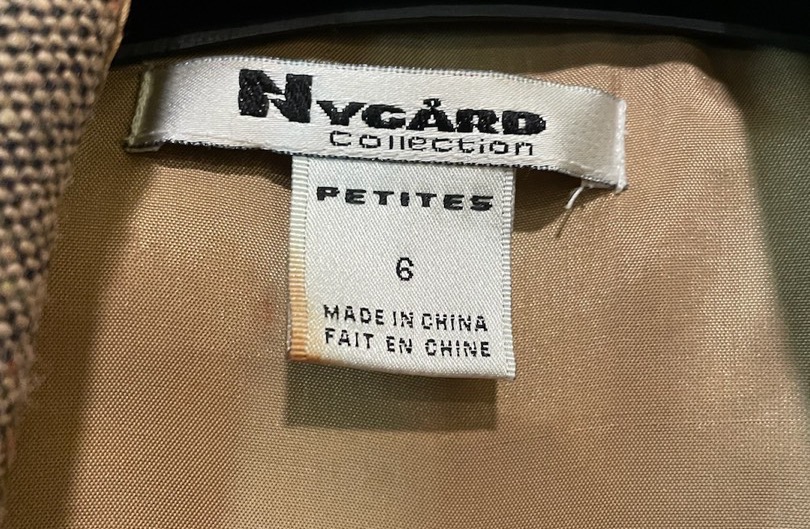 NYGÅRD
Collection
PETITES
6
MADE IN CHINA
FAIT EN CHINE